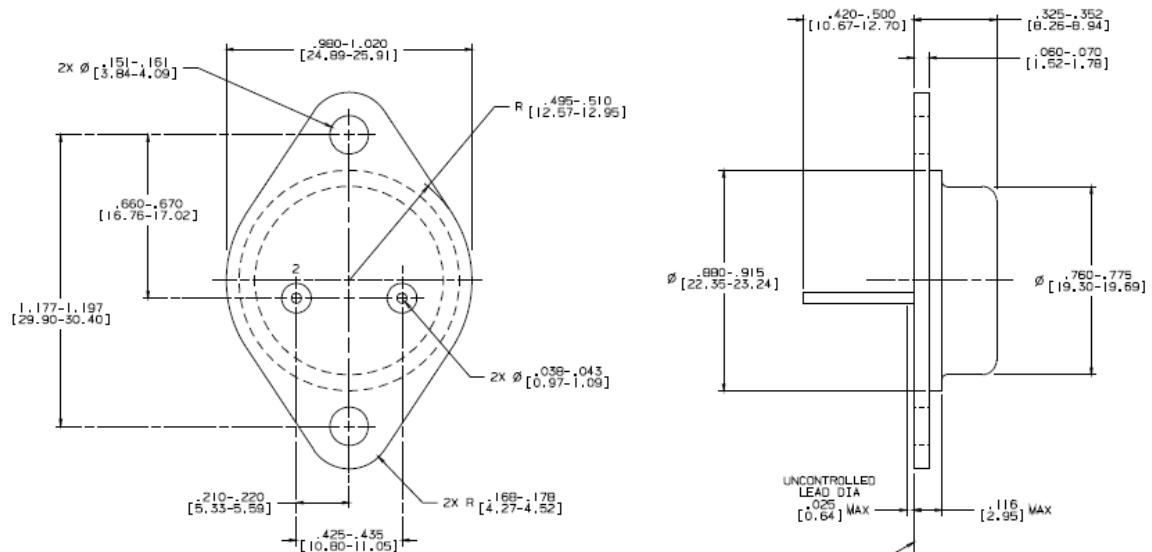 .980-1.020
[24.89-25.91]
2X Ø .151-.161
[3.84-4.09]
R .495-.510
[12.57-12.95]
.660-.670
[16.76-17.02]
1.177-1.197
[29.90-30.40]
2
2X Ø .038-.043
[0.97-1.09]
.210-.220
[5.33-5.59]
2X R .168-.178
[4.27-4.52]
.425-.435
[10.80-11.05]
.420-.500
[10.67-12.70]
.325-.352
[8.26-8.94]
.060-.070
[1.52-1.78]
Ø .880-.915
[22.35-23.24]
Ø .760-.775
[19.30-19.69]
UNCONTROLLED
LEAD DIA
.025
[0.64] MAX
.116
[2.95] MAX